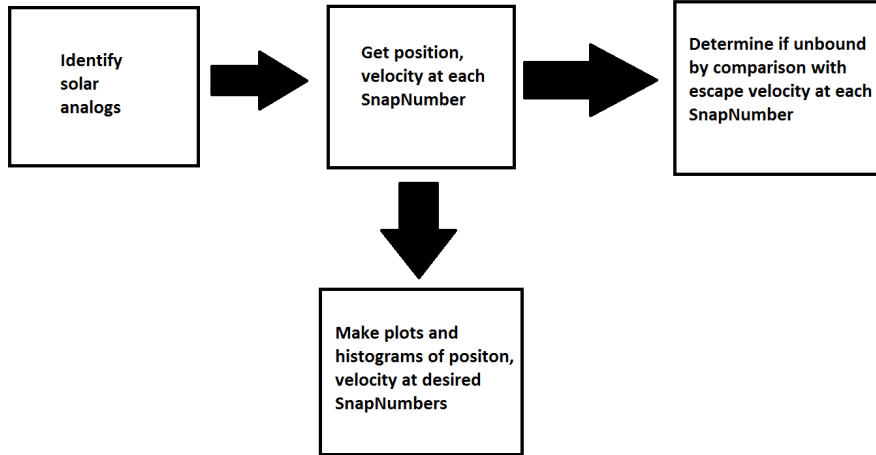 Identify
solar
analogs
Get position,
velocity at each
SnapNumber
Determine if unbound
by comparison with
escape velocity at each
SnapNumber
Make plots and
histograms of positon,
velocity at desired
SnapNumbers